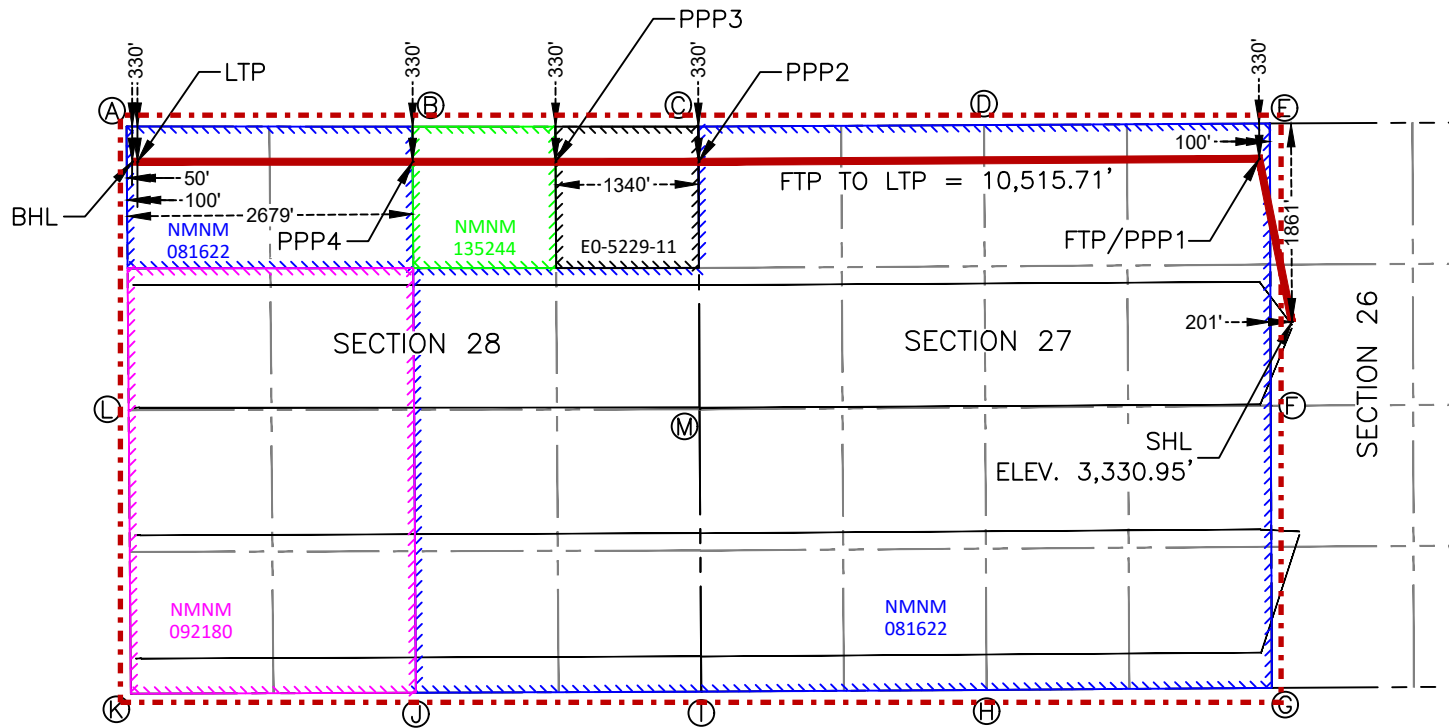 PPP3
330'
LTP
330'
330'
330'
PPP2
330'
A
B
C
D
E
100'
50'
100'
BHL
2679'
1340'
FTP TO LTP = 10,515.71'
1861'
NMNM
081622
PPP4
NMNM
135244
E0-5229-11
FTP/PPP1
SECTION 28
SECTION 27
201'
SECTION 26
L
M
F
SHL
ELEV. 3,330.95'
NMNM
092180
NMNM
081622
K
J
I
H
G